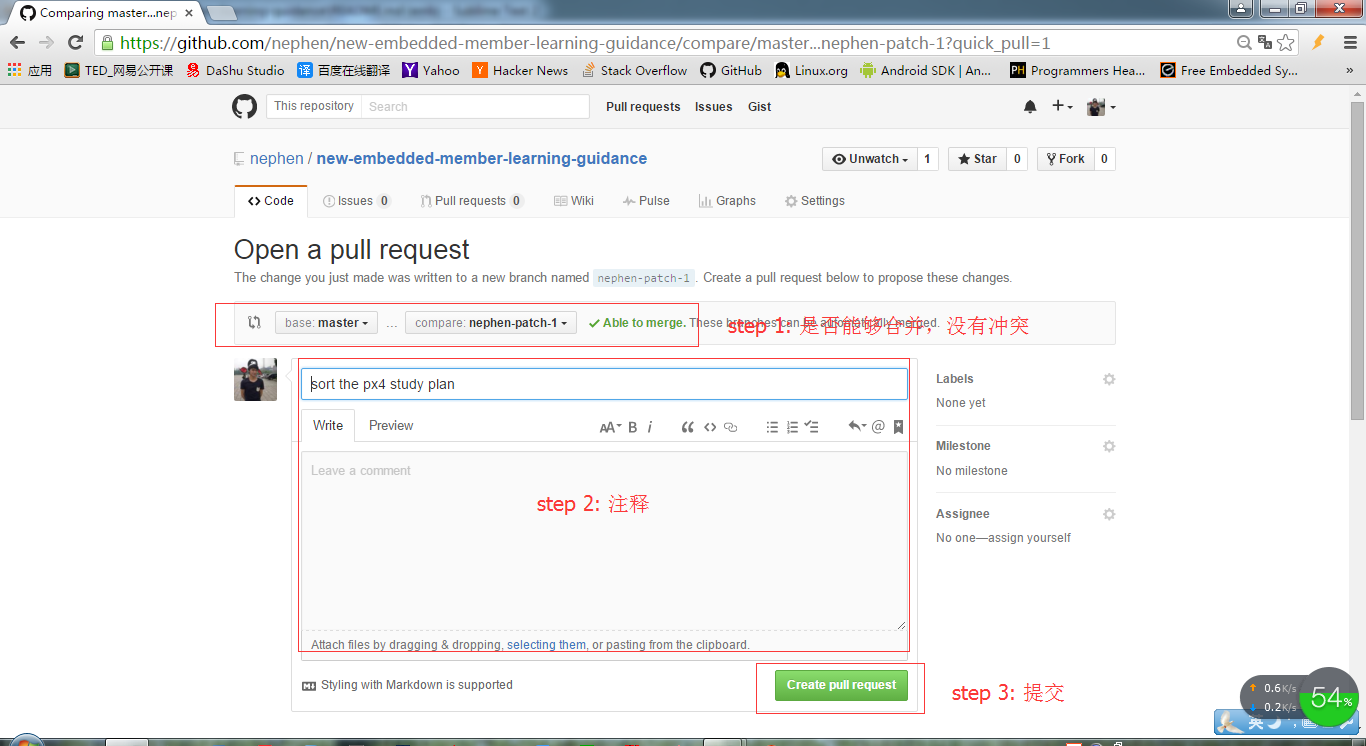 Comparing master...nep
https://github.com/nephen/new-embedded-member-learning-guidance/compare/master...nephen-patch-1?quick_pull=1
应用 TED_网易公开课 DaShu Studio 百度在线翻译 Yahoo Hacker News Stack Overflow GitHub Linux.org Android SDK | An... Programmers Hea... Free Embedded Sy... »
This repository Search Pull requests Issues Gist
nephen / new-embedded-member-learning-guidance Unwatch 1 Star 0 Fork 0
Code Issues 0 Pull requests 0 Wiki Pulse Graphs Settings
Open a pull request
The change you just made was written to a new branch named nephen-patch-1. Create a pull request below to propose these changes.
base: master ... compare: nephen-patch-1 Able to merge. These branches can be automatically merged.
step 1: 是否能够合并，没有冲突
sort the px4 study plan
Write Preview AA B i
Leave a comment
step 2: 注释
Attach files by dragging & dropping, selecting them, or pasting from the clipboard.
Styling with Markdown is supported
Create pull request
step 3: 提交
Labels
None yet
Milestone
No milestone
Assignee
No one—assign yourself
0.6K/s
0.2K/s
54%
英